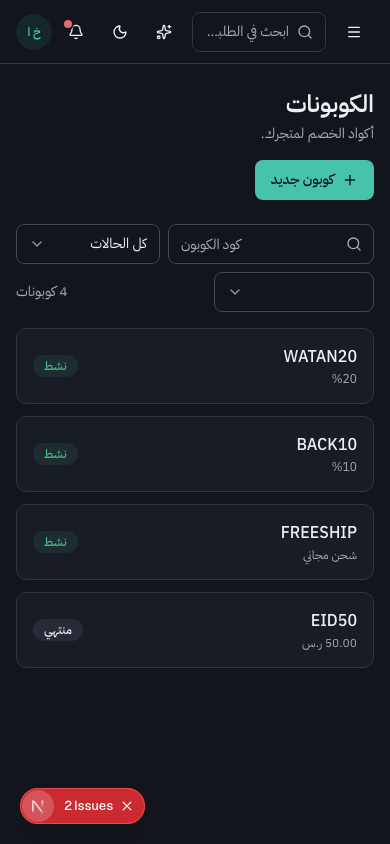 ابحث في الطلبـ...
خ ا
الكوبونات
أكواد الخصم لمتجرك.
كوبون جديد
كود الكوبون
كل الحالات
4 كوبونات
WATAN20
نشط
%20
BACK10
نشط
%10
FREESHIP
نشط
شحن مجاني
EID50
منتهي
50.00 ر.س
N 2 Issues